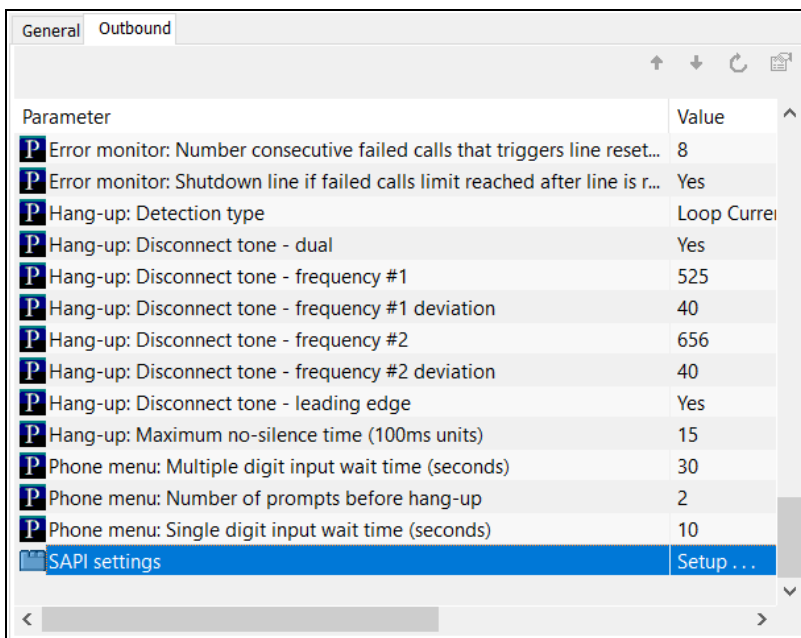 General Outbound
Parameter Value
P Error monitor: Number consecutive failed calls that triggers line reset... 8
P Error monitor: Shutdown line if failed calls limit reached after line is r... Yes
P Hang-up: Detection type Loop Curre
P Hang-up: Disconnect tone - dual Yes
P Hang-up: Disconnect tone - frequency #1 525
P Hang-up: Disconnect tone - frequency #1 deviation 40
P Hang-up: Disconnect tone - frequency #2 656
P Hang-up: Disconnect tone - frequency #2 deviation 40
P Hang-up: Disconnect tone - leading edge Yes
P Hang-up: Maximum no-silence time (100ms units) 15
P Phone menu: Multiple digit input wait time (seconds) 30
P Phone menu: Number of prompts before hang-up 2
P Phone menu: Single digit input wait time (seconds) 10
SAPI settings Setup . . .